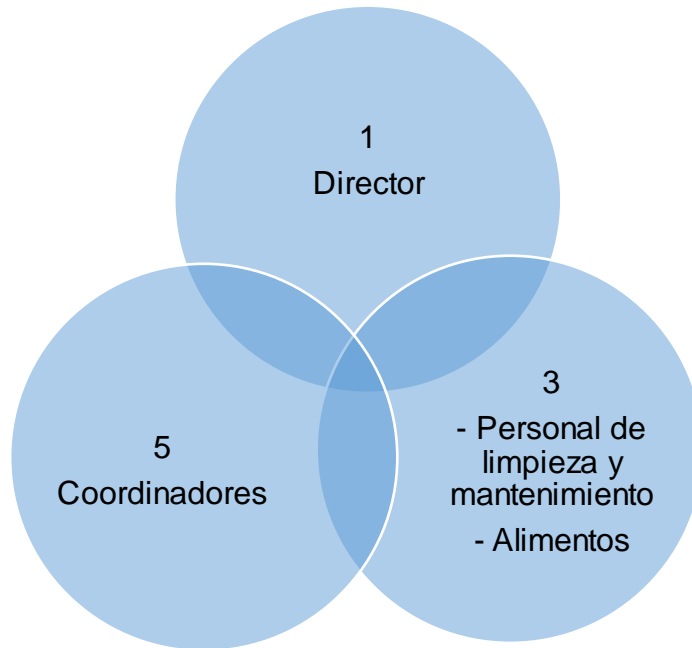 1
Director
5
Coordinadores
3
- Personal de
limpieza y
mantenimiento
- Alimentos